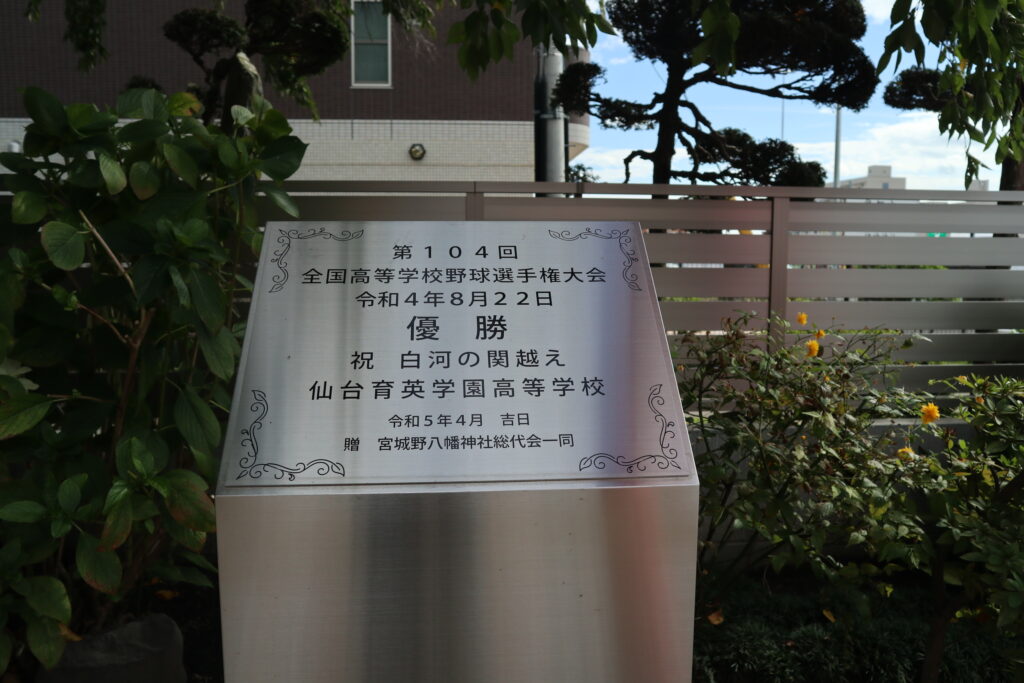 第１０４回
全国高等学校野球選手権大会
令和４年８月２２日
優　勝
祝　白河の関越え
仙台育英学園高等学校
令和５年４月　吉日
贈　宮城野八幡神社総代会一同